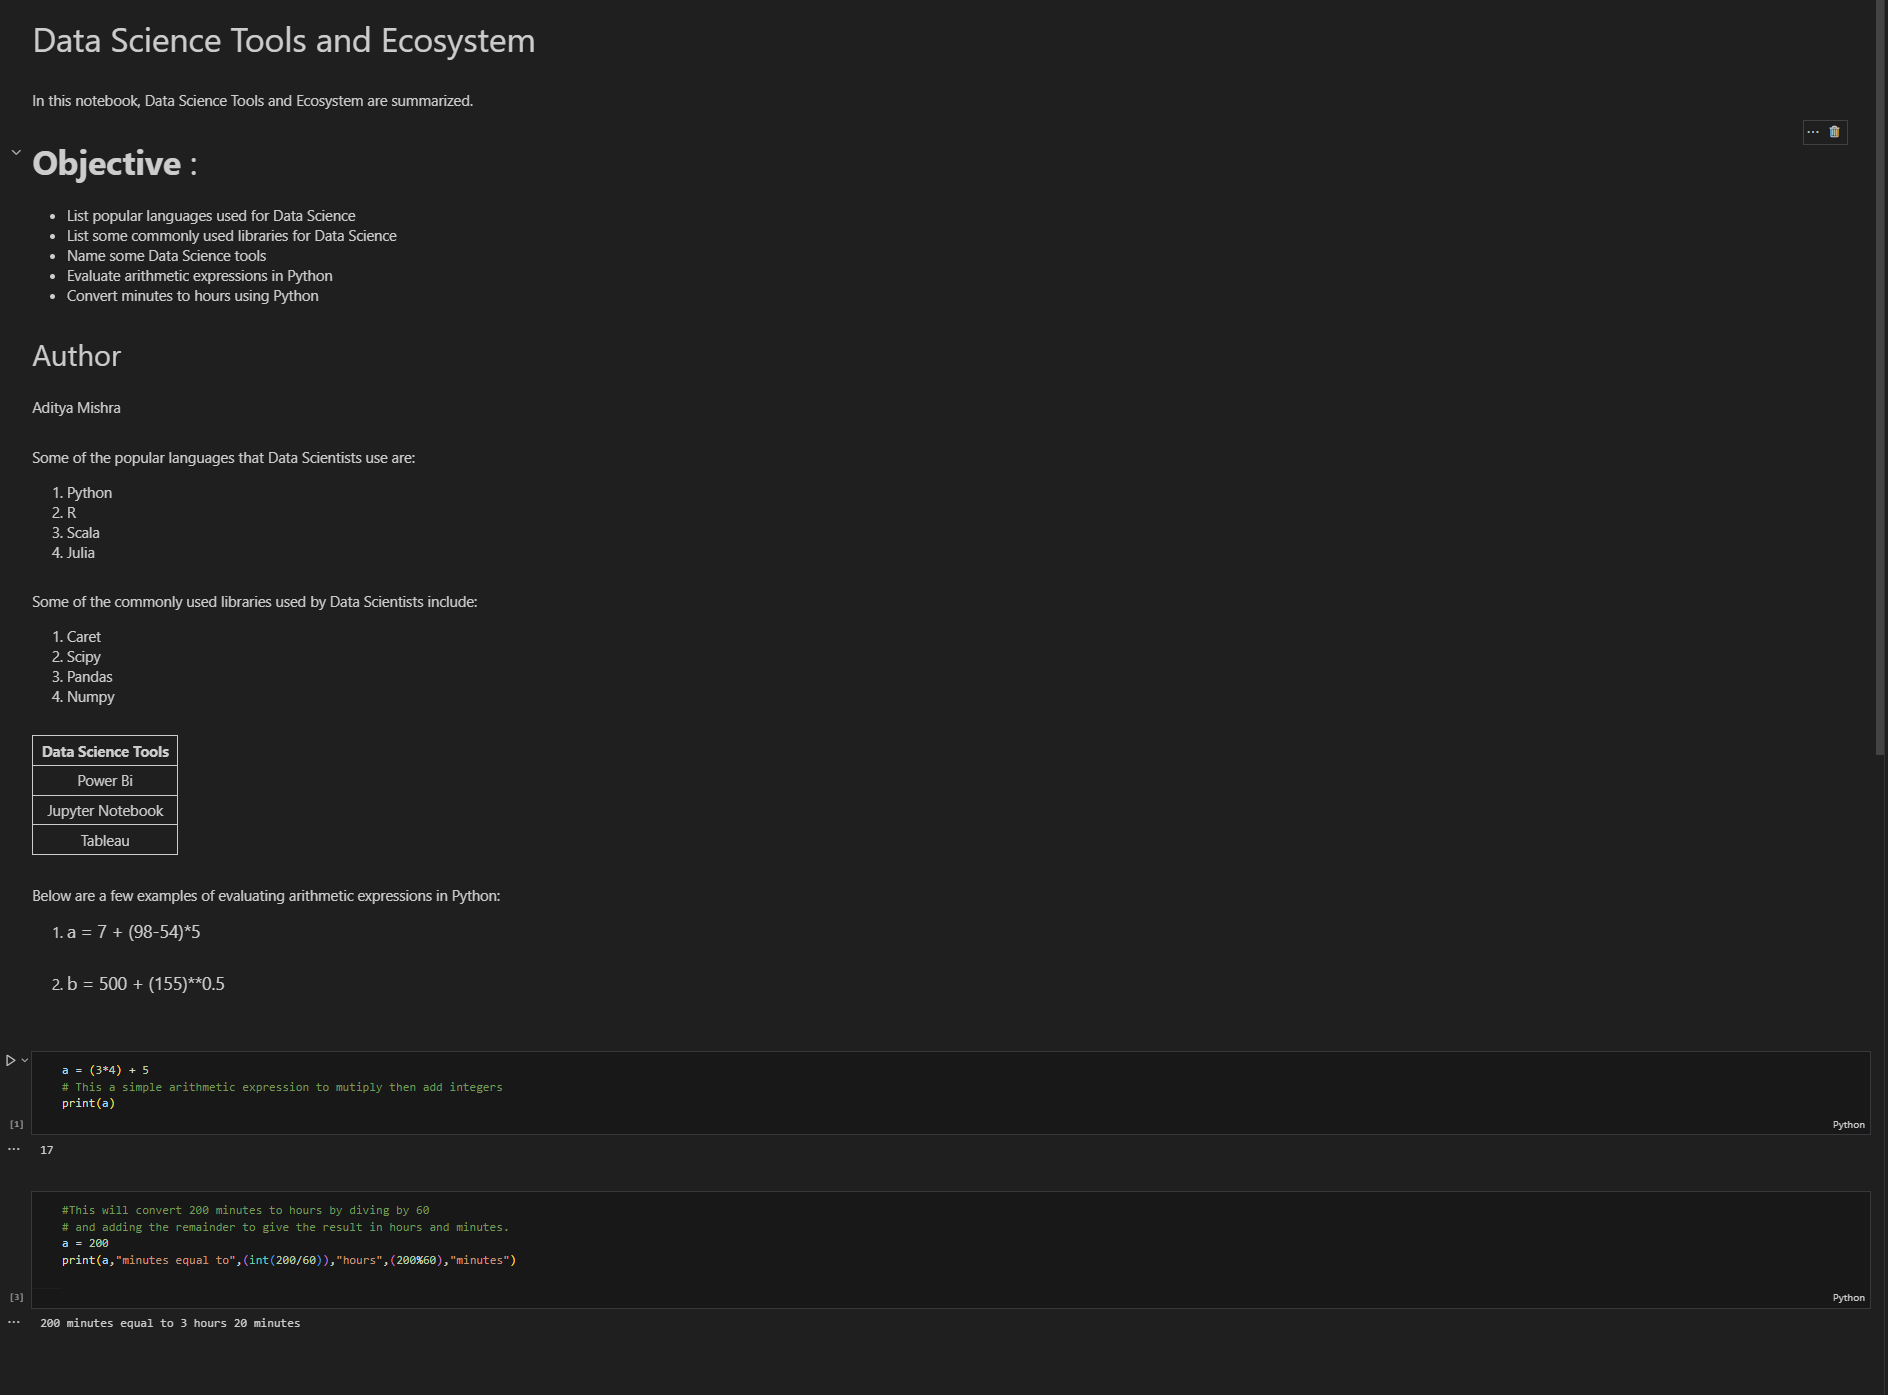 Data Science Tools and Ecosystem
In this notebook, Data Science Tools and Ecosystem are summarized.
Objective :
• List popular languages used for Data Science
• List some commonly used libraries for Data Science
• Name some Data Science tools
• Evaluate arithmetic expressions in Python
• Convert minutes to hours using Python
Author
Aditya Mishra
Some of the popular languages that Data Scientists use are:
1. Python
2. R
3. Scala
4. Julia
Some of the commonly used libraries used by Data Scientists include:
1. Caret
2. Scipy
3. Pandas
4. Numpy
Data Science Tools
Power Bi
Jupyter Notebook
Tableau
Below are a few examples of evaluating arithmetic expressions in Python:
1. a = 7 + (98-54)*5
2. b = 500 + (155)**0.5
a = (3*4) + 5
# This a simple arithmetic expression to mutiply then add integers
print(a)
[1]
Python
17
#This will convert 200 minutes to hours by diving by 60
# and adding the remainder to give the result in hours and minutes.
a = 200
print(a,"minutes equal to",(int(200/60)),"hours",(200%60),"minutes")
[3]
Python
200 minutes equal to 3 hours 20 minutes